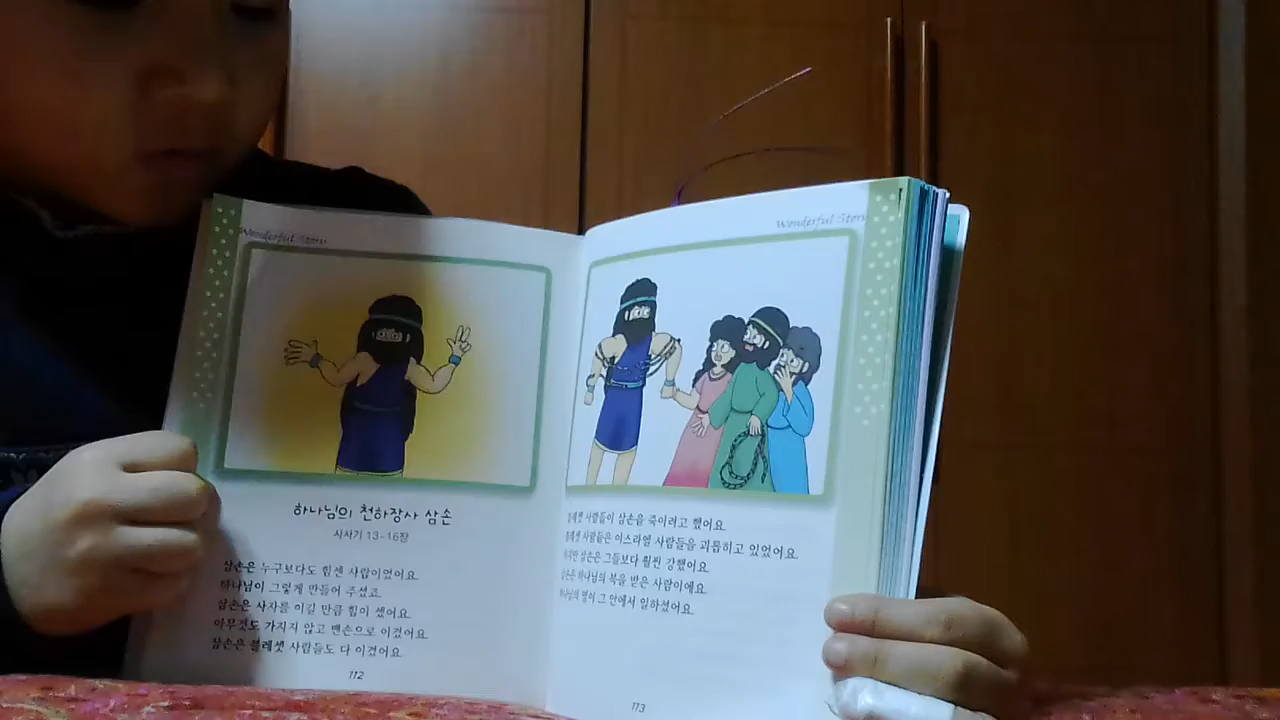 Wonderful Story
하나님의 천하장사 삼손
사사기 13-16장
삼손은 누구보다도 힘센 사람이었어요.
하나님이 그렇게 만들어 주셨죠.
삼손은 사자를 이길 만큼 힘이 셌어요.
아무것도 가지지 않고 맨손으로 이겼어요.
삼손은 블레셋 사람들도 다 이겼어요.
112
Wonderful Story
블레셋 사람들이 삼손을 죽이려고 했어요.
블레셋 사람들은 이스라엘 사람들을 괴롭히고 있었어요.
하지만 삼손은 그들보다 훨씬 강했어요.
삼손은 하나님의 복을 받은 사람이에요.
하나님의 영이 그 안에서 일하셨어요.
113